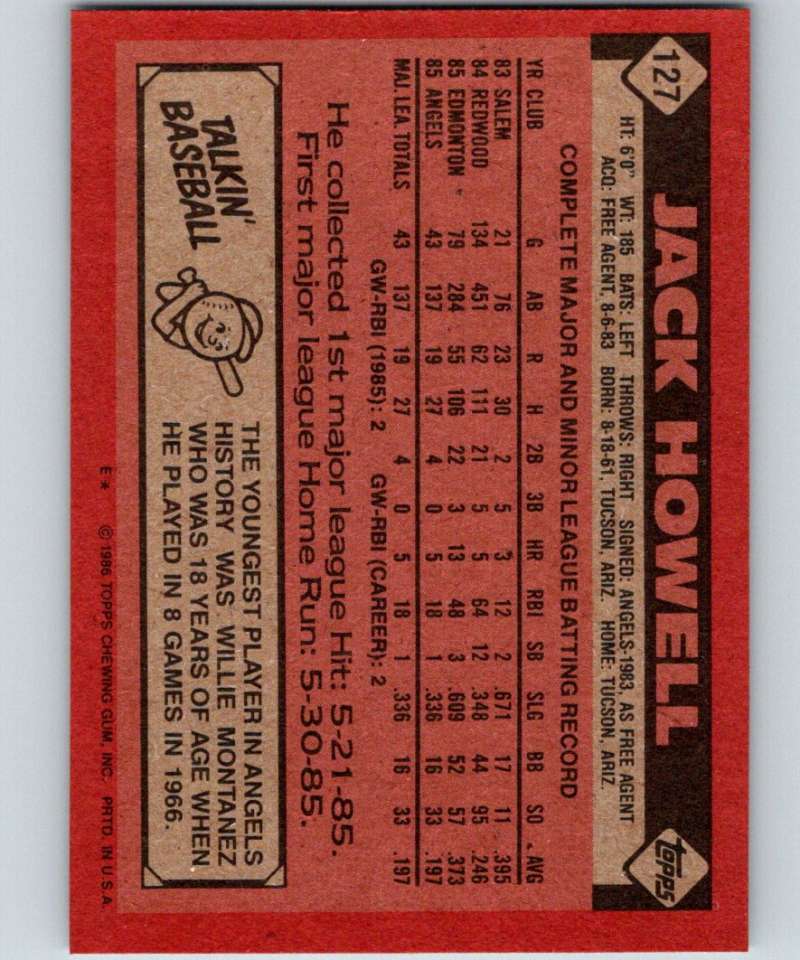 127
JACK HOWELL
topps
HT: 6'0" WT: 185 BATS: LEFT THROWS: RIGHT SIGNED: ANGELS-1983, AS FREE AGENT
ACQ: FREE AGENT, 8-6-83 BORN: 8-18-61, TUCSON, ARIZ. HOME: TUCSON, ARIZ.
COMPLETE MAJOR AND MINOR LEAGUE BATTING RECORD
YR CLUB G AB R H 2B 3B HR RBI SB SLG BB SO AVG
83 SALEM 21 76 23 30 2 5 3 12 2 .671 17 11 .395
84 REDWOOD 134 451 62 111 21 5 5 64 12 .348 44 95 .246
85 EDMONTON 79 284 55 106 22 3 13 48 3 .609 52 57 .373
85 ANGELS 43 137 19 27 4 0 5 18 1 .336 16 33 .197
MAJ. LEA. TOTALS 43 137 19 27 4 0 5 18 1 .336 16 33 .197
GW-RBI (1985): 2 GW-RBI (CAREER): 2
He collected 1st major league Hit: 5-21-85.
First major league Home Run: 5-30-85.
TALKIN'
BASEBALL
THE YOUNGEST PLAYER IN ANGELS
HISTORY WAS WILLIE MONTANEZ
WHO WAS 18 YEARS OF AGE WHEN
HE PLAYED IN 8 GAMES IN 1966.
E* © 1986 TOPPS CHEWING GUM, INC. PRTD. IN U.S.A.